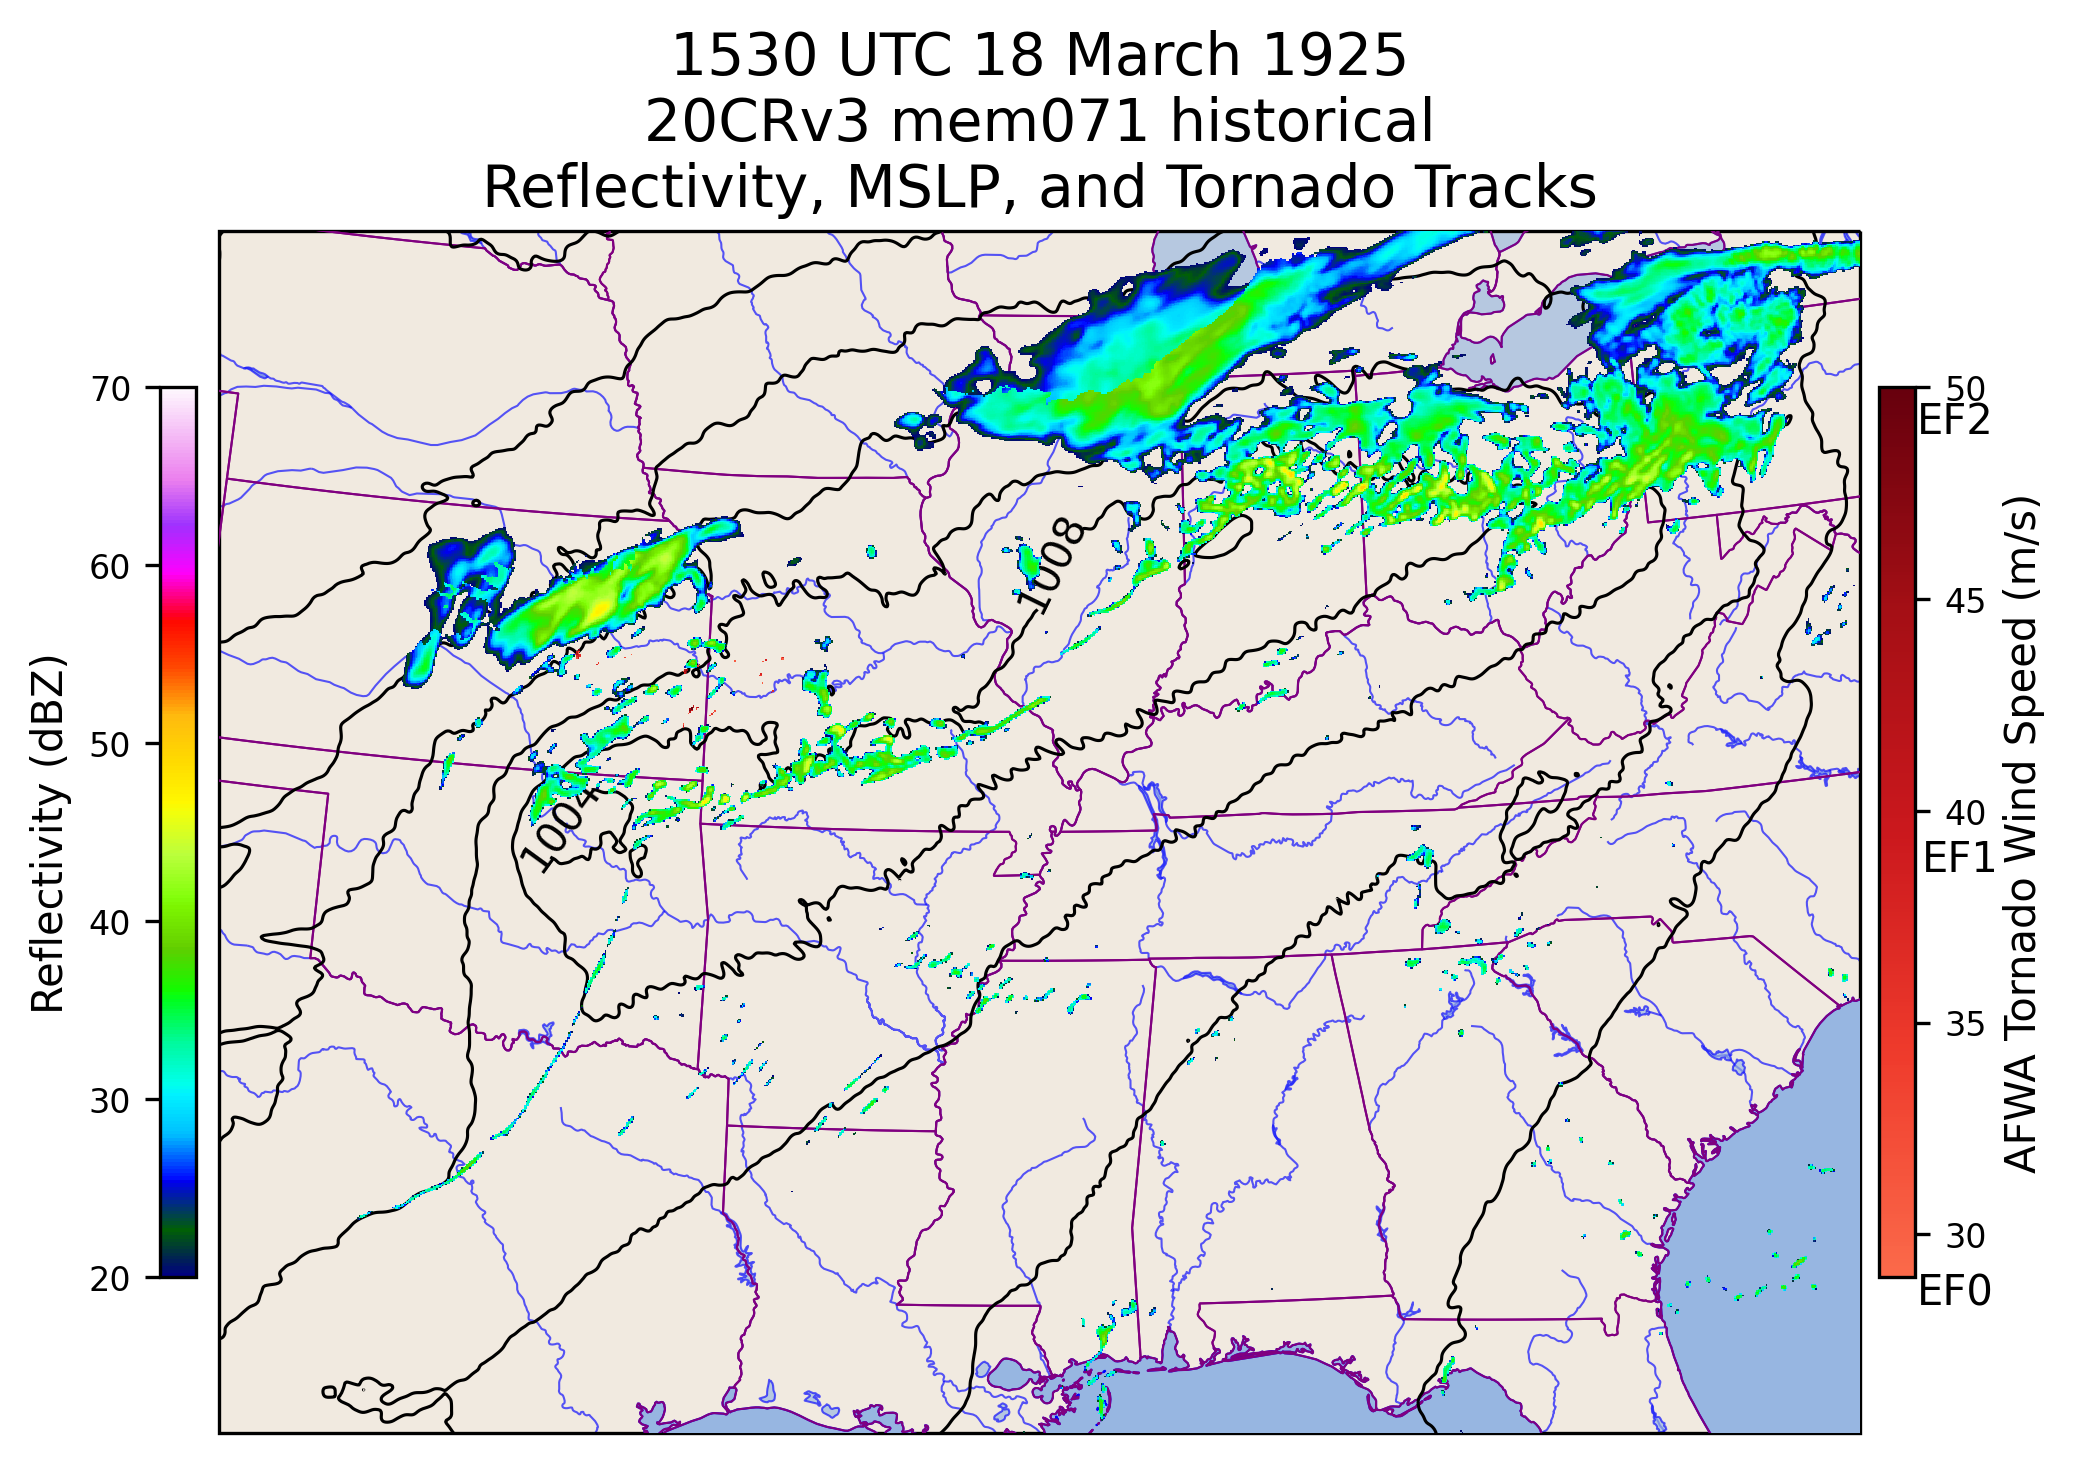 1530 UTC 18 March 1925
20CRv3 mem071 historical
Reflectivity, MSLP, and Tornado Tracks
Reflectivity (dBZ)
70
60
50
40
30
20
1008
1004
50
EF2
45
40
EF1
35
30
EF0
AFWA Tornado Wind Speed (m/s)